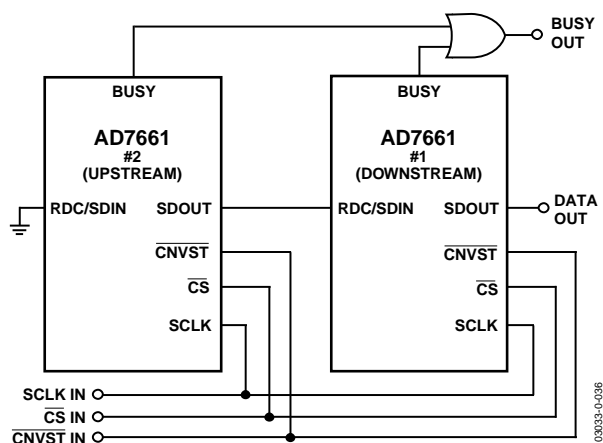 BUSY
OUT
BUSY
BUSY
AD7661
#2
(UPSTREAM)
AD7661
#1
(DOWNSTREAM)
RDC/SDIN
SDOUT
RDC/SDIN
SDOUT
DATA
OUT
CNVST
CNVST
CS
CS
SCLK
SCLK
SCLK IN
CS IN
CNVST IN
03033-0-036